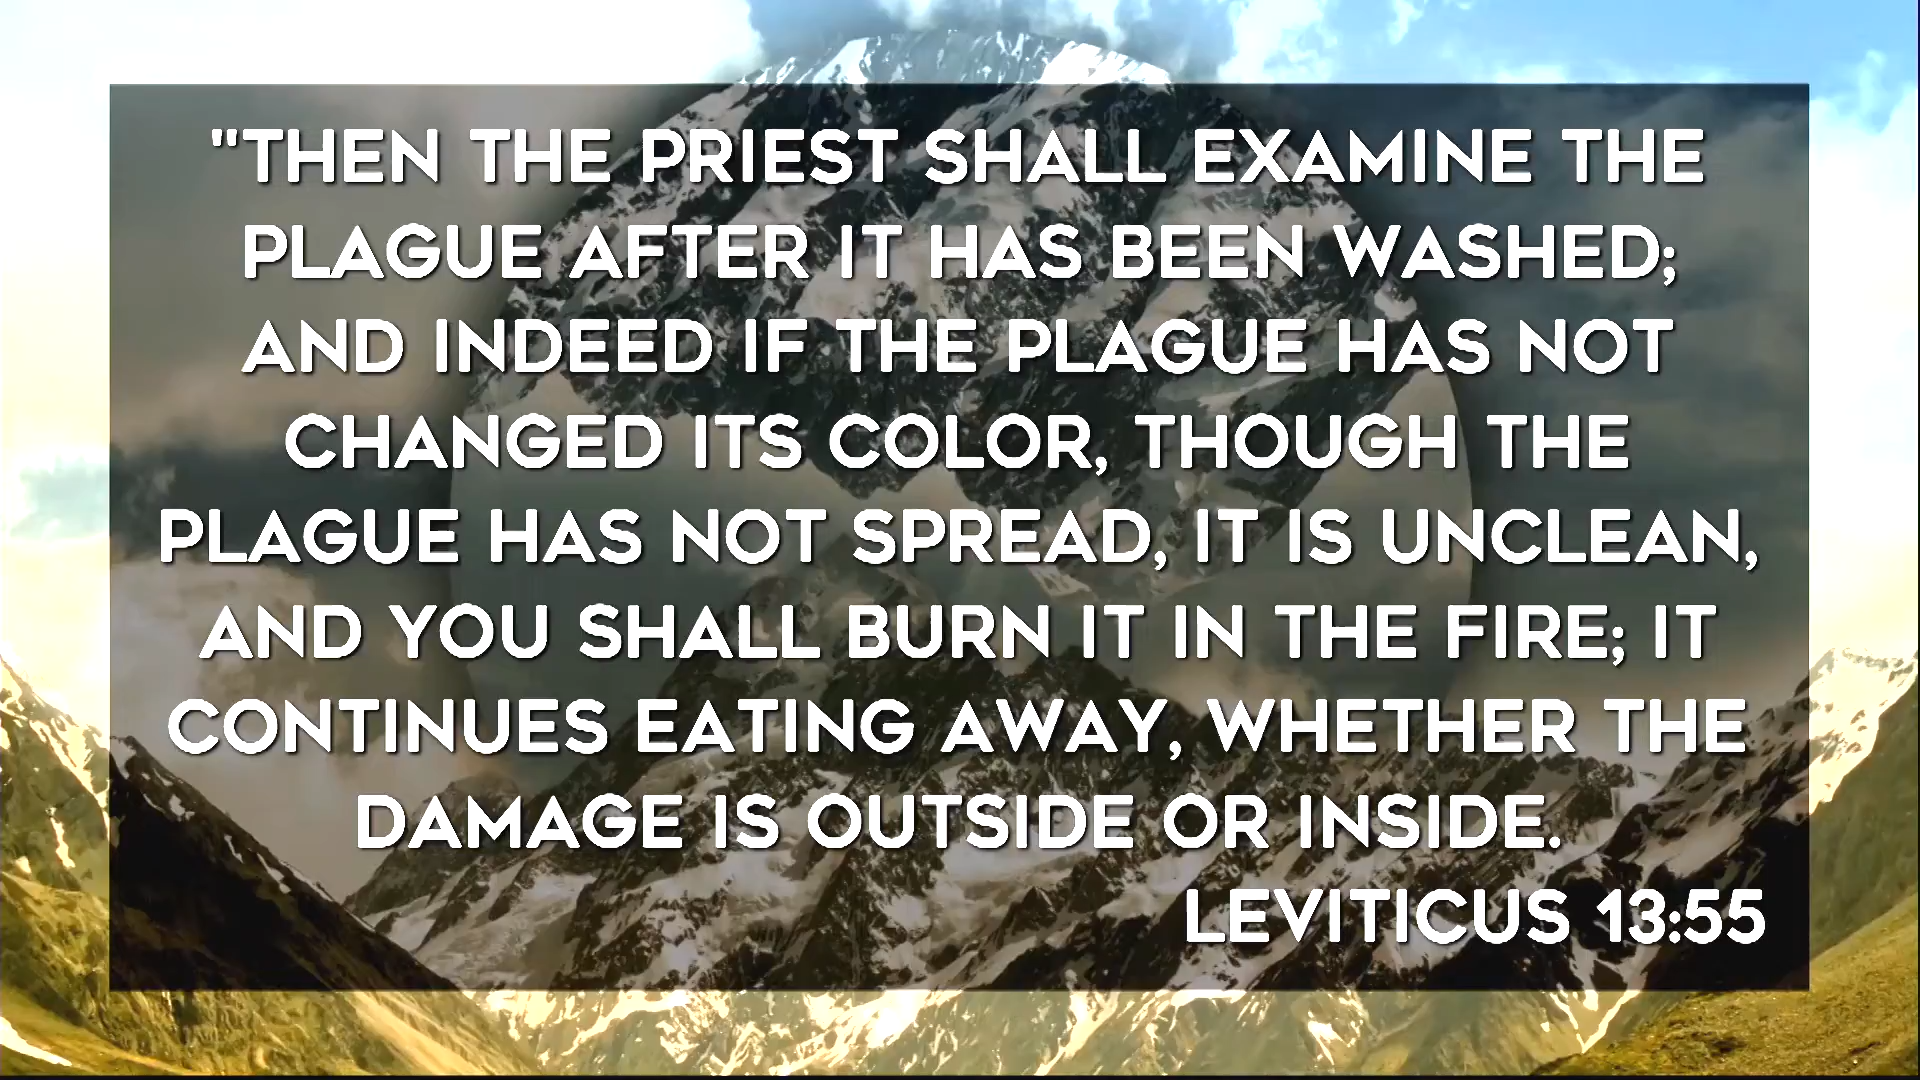 "THEN THE PRIEST SHALL EXAMINE THE
PLAGUE AFTER IT HAS BEEN WASHED;
AND INDEED IF THE PLAGUE HAS NOT
CHANGED ITS COLOR, THOUGH THE
PLAGUE HAS NOT SPREAD, IT IS UNCLEAN,
AND YOU SHALL BURN IT IN THE FIRE; IT
CONTINUES EATING AWAY, WHETHER THE
DAMAGE IS OUTSIDE OR INSIDE.
LEVITICUS 13:55